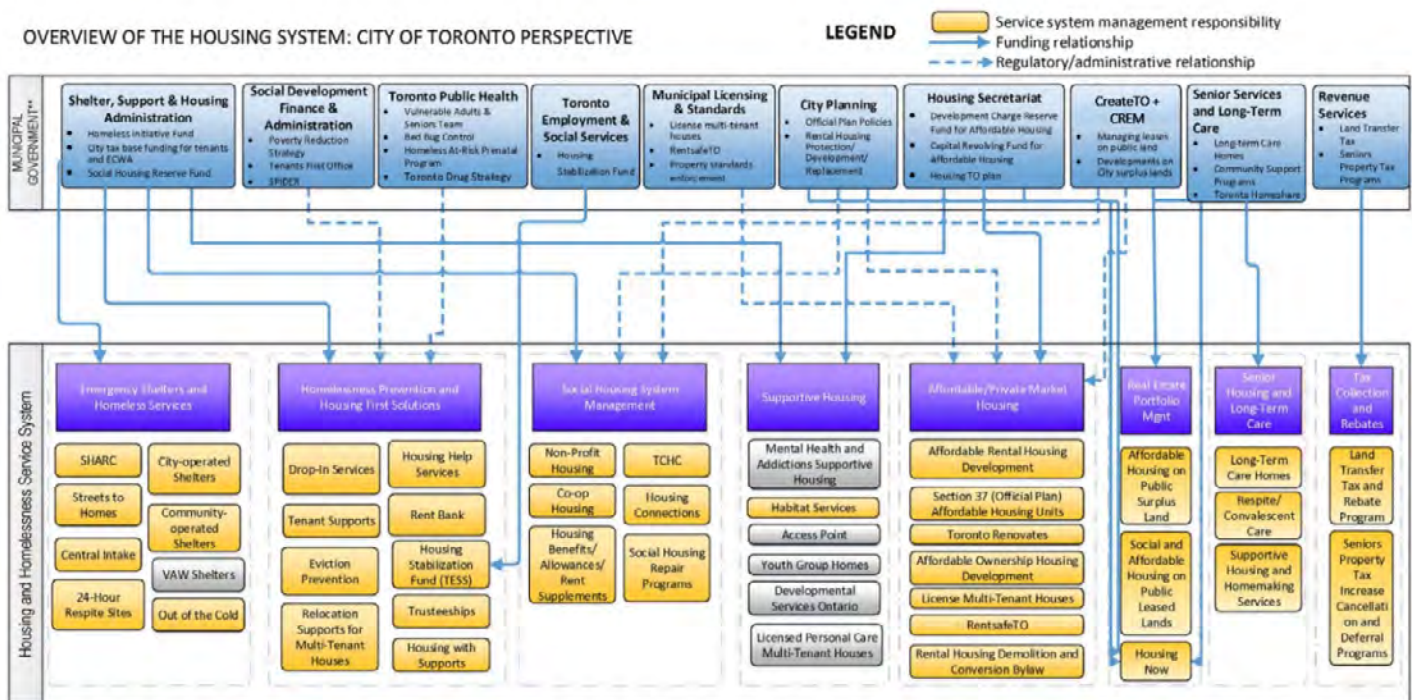 OVERVIEW OF THE HOUSING SYSTEM: CITY OF TORONTO PERSPECTIVE
LEGEND
Service system management responsibility
Funding relationship
Regulatory/administrative relationship
MUNICIPAL
GOVERNMENT**
Shelter, Support & Housing
Administration
Homeless Initiative Fund
City tax base funding for tenants
and ECWA
Social Housing Reserve Fund
Social Development
Finance &
Administration
Poverty Reduction
Strategy
Tenants First Office
SPIDER
Toronto Public Health
Vulnerable Adults &
Seniors Team
Bed Bug Control
Homeless At-Risk Prenatal
Program
Toronto Drug Strategy
Toronto
Employment &
Social Services
Housing
Stabilization Fund
Municipal Licensing
& Standards
License multi-tenant
houses
RentsafeTO
Property standards
enforcement
City Planning
Official Plan Policies
Rental Housing
Protection/
Development/
Replacement
Housing Secretariat
Development Charge Reserve
Fund for Affordable Housing
Capital Revolving Fund for
Affordable Housing
Housing TO plan
CreateTO +
CREM
Managing leases
on public land
Developments on
City surplus lands
Senior Services
and Long-Term
Care
Long-term Care
Homes
Community Support
Programs
Toronto Homeshare
Revenue
Services
Land Transfer
Tax
Seniors
Property Tax
Programs
Housing and Homelessness Service System
Emergency Shelters and
Homeless Services
SHARC
Streets to
Homes
Central Intake
24-Hour
Respite Sites
City-operated
Shelters
Community-
operated
Shelters
VAW Shelters
Out of the Cold
Homelessness Prevention and
Housing First Solutions
Drop-In Services
Tenant Supports
Eviction
Prevention
Relocation
Supports for
Multi-Tenant
Houses
Housing Help
Services
Rent Bank
Housing
Stabilization
Fund (TESS)
Trusteeships
Housing with
Supports
Social Housing System
Management
Non-Profit
Housing
Co-op
Housing
Housing
Benefits/
Allowances/
Rent
Supplements
TCHC
Housing
Connections
Social Housing
Repair
Programs
Supportive Housing
Mental Health and
Addictions Supportive
Housing
Habitat Services
Access Point
Youth Group Homes
Developmental
Services Ontario
Licensed Personal Care
Multi-Tenant Houses
Affordable/Private Market
Housing
Affordable Rental Housing
Development
Section 37 (Official Plan)
Affordable Housing Units
Toronto Renovates
Affordable Ownership Housing
Development
License Multi-Tenant Houses
RentsafeTO
Rental Housing Demolition and
Conversion Bylaw
Real Estate
Portfolio
Mgmt
Affordable
Housing on
Public
Surplus
Land
Social and
Affordable
Housing on
Public
Leased
Lands
Housing
Now
Senior
Housing and
Long-Term
Care
Long-Term
Care Homes
Respite/
Convalescent
Care
Supportive
Housing and
Homemaking
Services
Tax
Collection
and
Rebates
Land
Transfer
Tax and
Rebate
Program
Seniors
Property
Tax
Increase
Cancellati
on and
Deferral
Programs